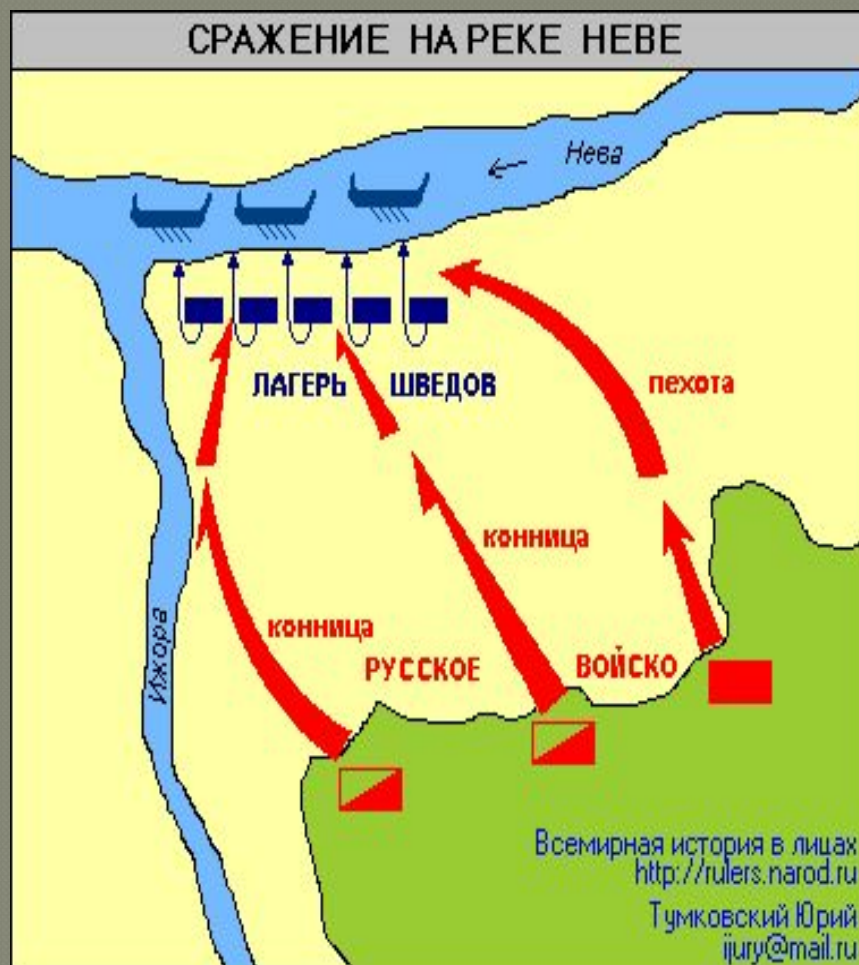 СРАЖЕНИЕ НА РЕКЕ НЕВЕ
Нева
пехота
ЛАГЕРЬ ШВЕДОВ
конница
конница
РУССКОЕ ВОЙСКО
Ижора
Всемирная история в лицах
http://rulers.narod.ru
Тумковский Юрий
ijury@mail.ru